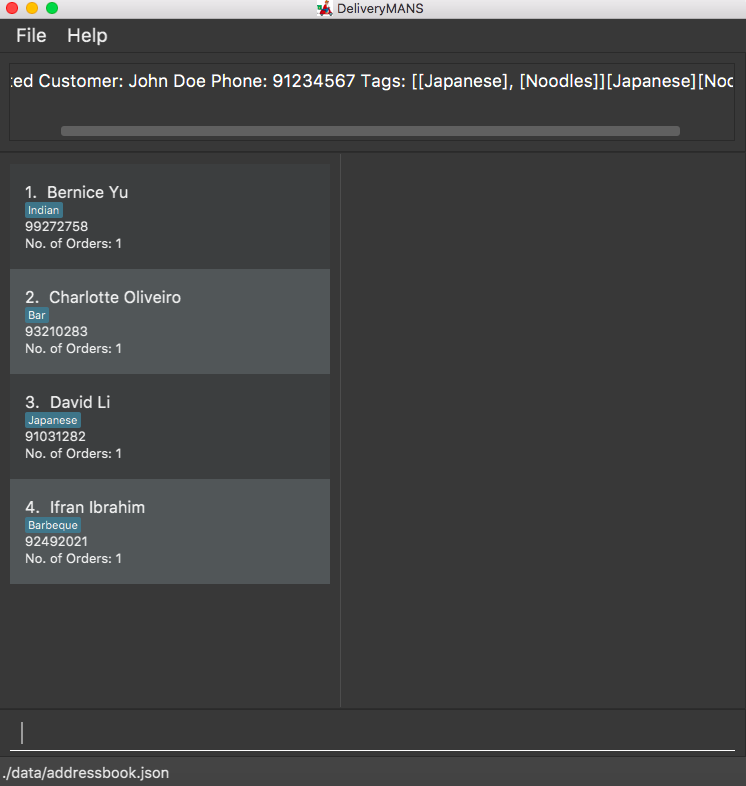 DeliveryMANS
File Help
ted Customer: John Doe Phone: 91234567 Tags: [[Japanese], [Noodles]][Japanese][Noo
1. Bernice Yu
Indian
99272758
No. of Orders: 1
2. Charlotte Oliveiro
Bar
93210283
No. of Orders: 1
3. David Li
Japanese
91031282
No. of Orders: 1
4. Ifran Ibrahim
Barbeque
92492021
No. of Orders: 1
./data/addressbook.json